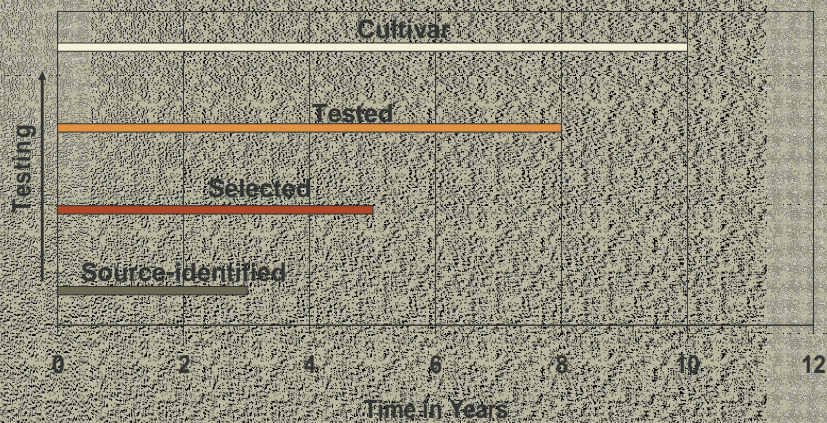 Cultivar
Tested
Testing
Selected
Source-identified
0 2 4 6 8 10 12
Time in Years